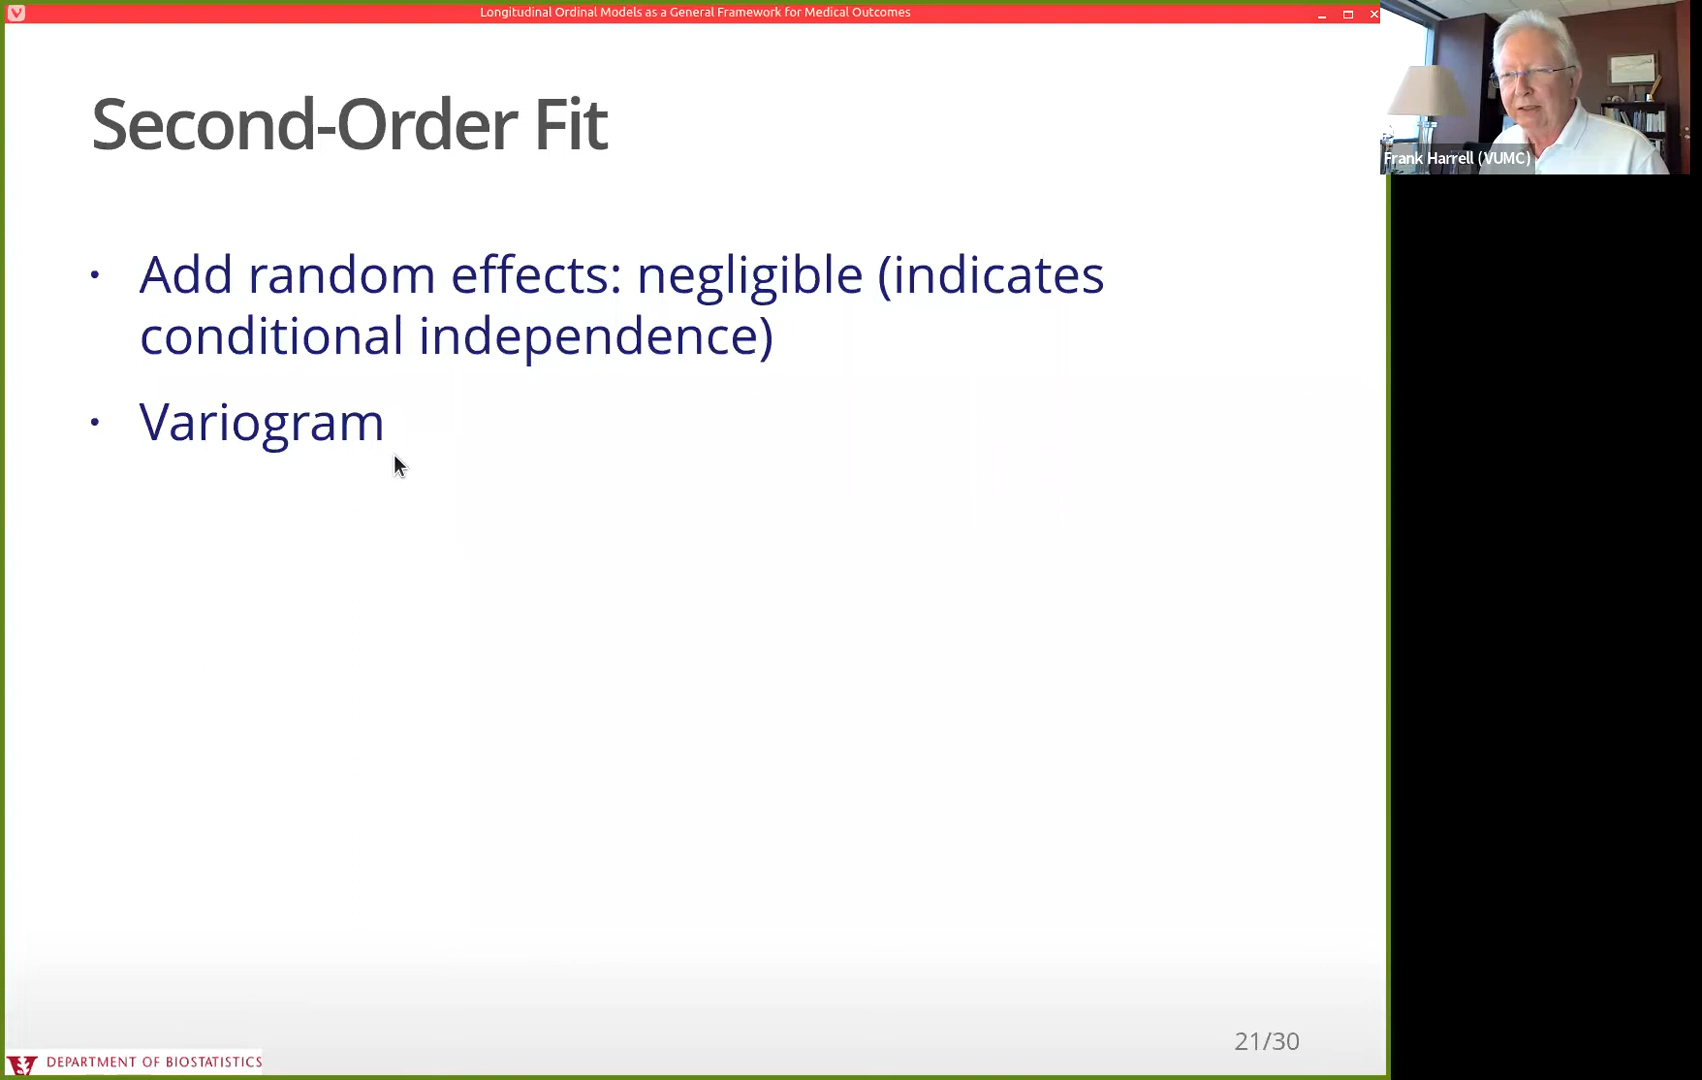 Longitudinal Ordinal Models as a General Framework for Medical Outcomes
Second-Order Fit
• Add random effects: negligible (indicates
conditional independence)
• Variogram
Frank Harrell (VUMC)
21/30
DEPARTMENT OF BIOSTATISTICS